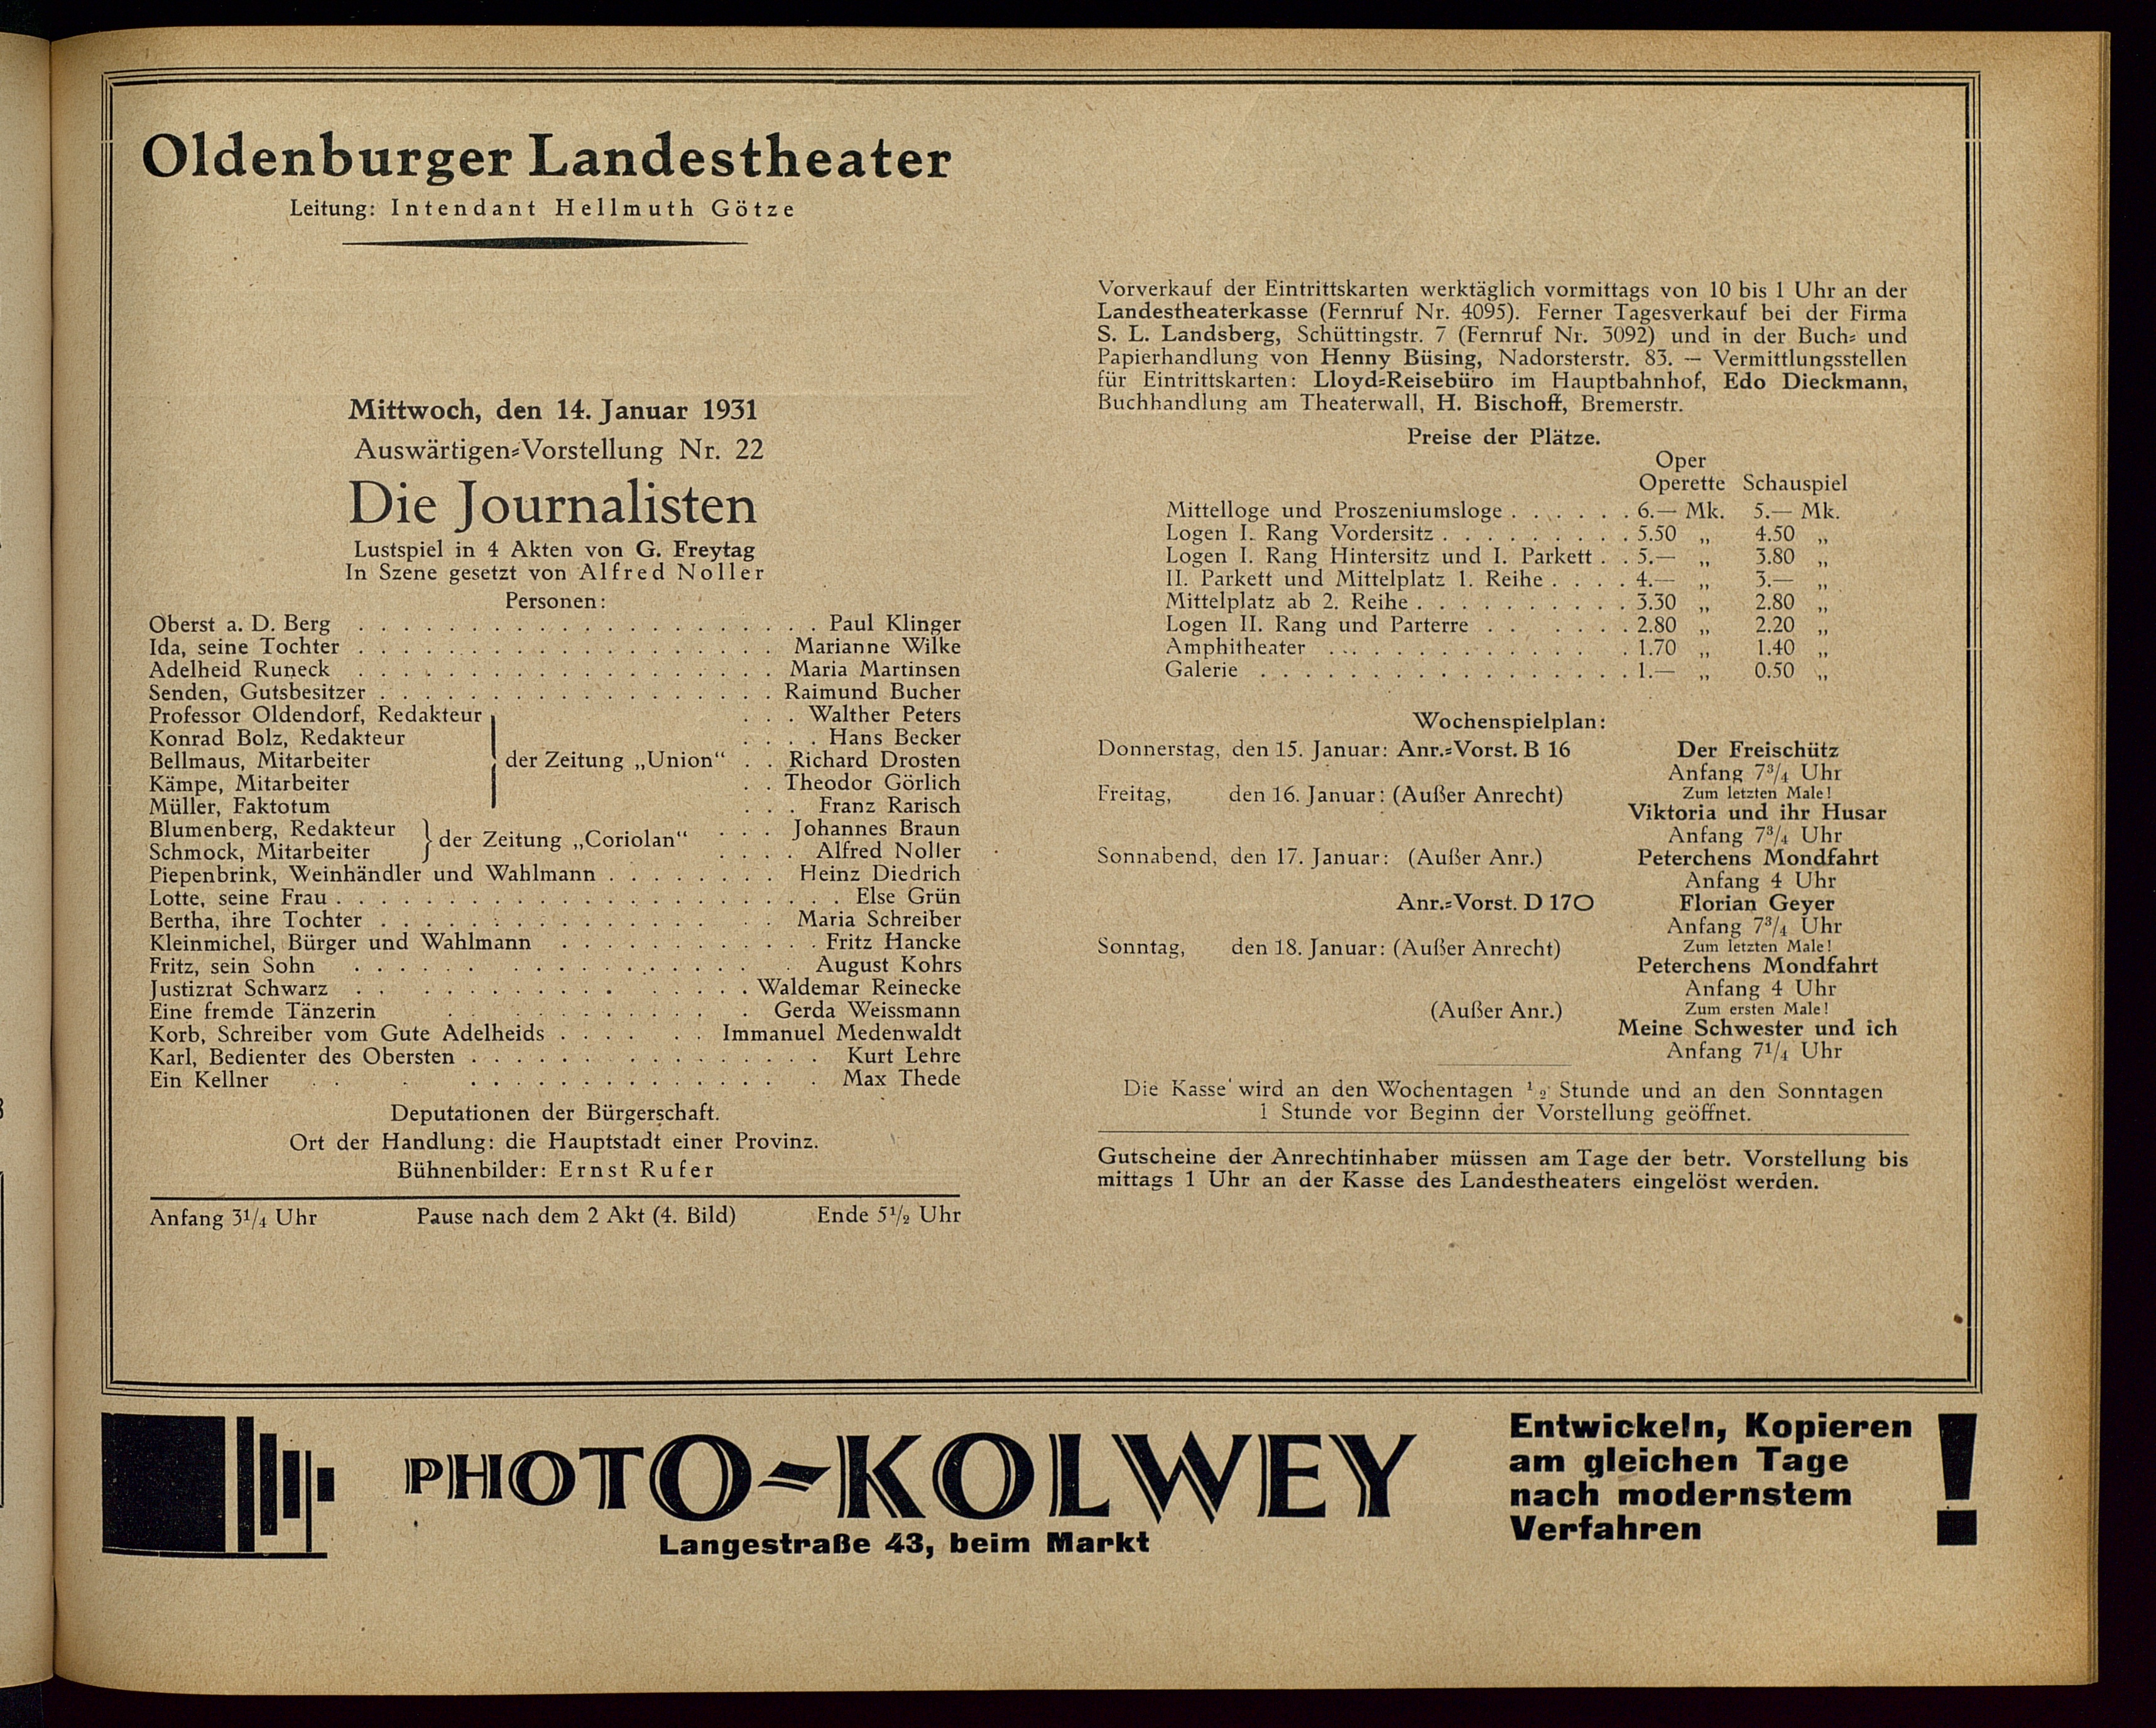 Oldenburger Landestheater
Leitung: Intendant Hellmuth Götze
Mittwoch, den 14. Januar 1931
Auswärtigen-Vorstellung Nr. 22
Die Journalisten
Lustspiel in 4 Akten von G. Freytag
In Szene gesetzt von Alfred Noller
Personen:
Oberst a. D. Berg . . . . . Paul Klinger
Ida, seine Tochter . . . . . Marianne Wilke
Adelheid Runeck . . . . . Maria Martinsen
Senden, Gutsbesitzer . . . . . Raimund Bucher
Professor Oldendorf, Redakteur . . . Walther Peters
Konrad Bolz, Redakteur . . . . Hans Becker
Bellmaus, Mitarbeiter der Zeitung „Union“ . . Richard Drosten
Kämpe, Mitarbeiter . . Theodor Görlich
Müller, Faktotum . . . Franz Rarisch
Blumenberg, Redakteur . . . Johannes Braun
der Zeitung „Coriolan“
Schmock, Mitarbeiter . . . . Alfred Noller
Piepenbrink, Weinhändler und Wahlmann . . . . . Heinz Diedrich
Lotte, seine Frau . . . . . Else Grün
Bertha, ihre Tochter . . . . . Maria Schreiber
Kleinmichel, Bürger und Wahlmann . . . . . Fritz Hancke
Fritz, sein Sohn . . . . . August Kohrs
Justizrat Schwarz . . . . . Waldemar Reinecke
Eine fremde Tänzerin . . . . . Gerda Weissmann
Korb, Schreiber vom Gute Adelheids . . . . . Immanuel Medenwaldt
Karl, Bedienter des Obersten . . . . . Kurt Lehre
Ein Kellner . . . . . Max Thede
Deputationen der Bürgerschaft.
Ort der Handlung: die Hauptstadt einer Provinz.
Bühnenbilder: Ernst Rufer
Anfang 3¹/₄ Uhr Pause nach dem 2 Akt (4. Bild) Ende 5¹/₂ Uhr
Vorverkauf der Eintrittskarten werktäglich vormittags von 10 bis 1 Uhr an der
Landestheaterkasse (Fernruf Nr. 4095). Ferner Tagesverkauf bei der Firma
S. L. Landsberg, Schüttingstr. 7 (Fernruf Nr. 3092) und in der Buch- und
Papierhandlung von Henny Büsing, Nadorsterstr. 83. — Vermittlungsstellen
für Eintrittskarten: Lloyd-Reisebüro im Hauptbahnhof, Edo Dieckmann,
Buchhandlung am Theaterwall, H. Bischoff, Bremerstr.
Preise der Plätze.
Oper
Operette Schauspiel
Mittelloge und Proszeniumsloge . . . . . 6.— Mk. 5.— Mk.
Logen I. Rang Vordersitz . . . . . 5.50 „ 4.50 „
Logen I. Rang Hintersitz und I. Parkett . . 5.— „ 3.80 „
II. Parkett und Mittelplatz 1. Reihe . . . . 4.— „ 3.— „
Mittelplatz ab 2. Reihe . . . . . 3.30 „ 2.80 „
Logen II. Rang und Parterre . . . . . 2.80 „ 2.20 „
Amphitheater . . . . . 1.70 „ 1.40 „
Galerie . . . . . 1.— „ 0.50 „
Wochenspielplan:
Donnerstag, den 15. Januar: Anr.-Vorst. B 16 Der Freischütz
Anfang 7³/₄ Uhr
Freitag, den 16. Januar: (Außer Anrecht) Zum letzten Male!
Viktoria und ihr Husar
Anfang 7³/₄ Uhr
Sonnabend, den 17. Januar: (Außer Anr.) Peterchens Mondfahrt
Anfang 4 Uhr
Anr.-Vorst. D 17O Florian Geyer
Anfang 7³/₄ Uhr
Sonntag, den 18. Januar: (Außer Anrecht) Zum letzten Male!
Peterchens Mondfahrt
Anfang 4 Uhr
(Außer Anr.) Zum ersten Male!
Meine Schwester und ich
Anfang 7¹/₄ Uhr
Die Kasse wird an den Wochentagen ¹/₂ Stunde und an den Sonntagen
1 Stunde vor Beginn der Vorstellung geöffnet.
Gutscheine der Anrechtinhaber müssen am Tage der betr. Vorstellung bis
mittags 1 Uhr an der Kasse des Landestheaters eingelöst werden.
PHOTO-KOLWEY
Langestraße 43, beim Markt
Entwickeln, Kopieren
am gleichen Tage
nach modernstem
Verfahren !